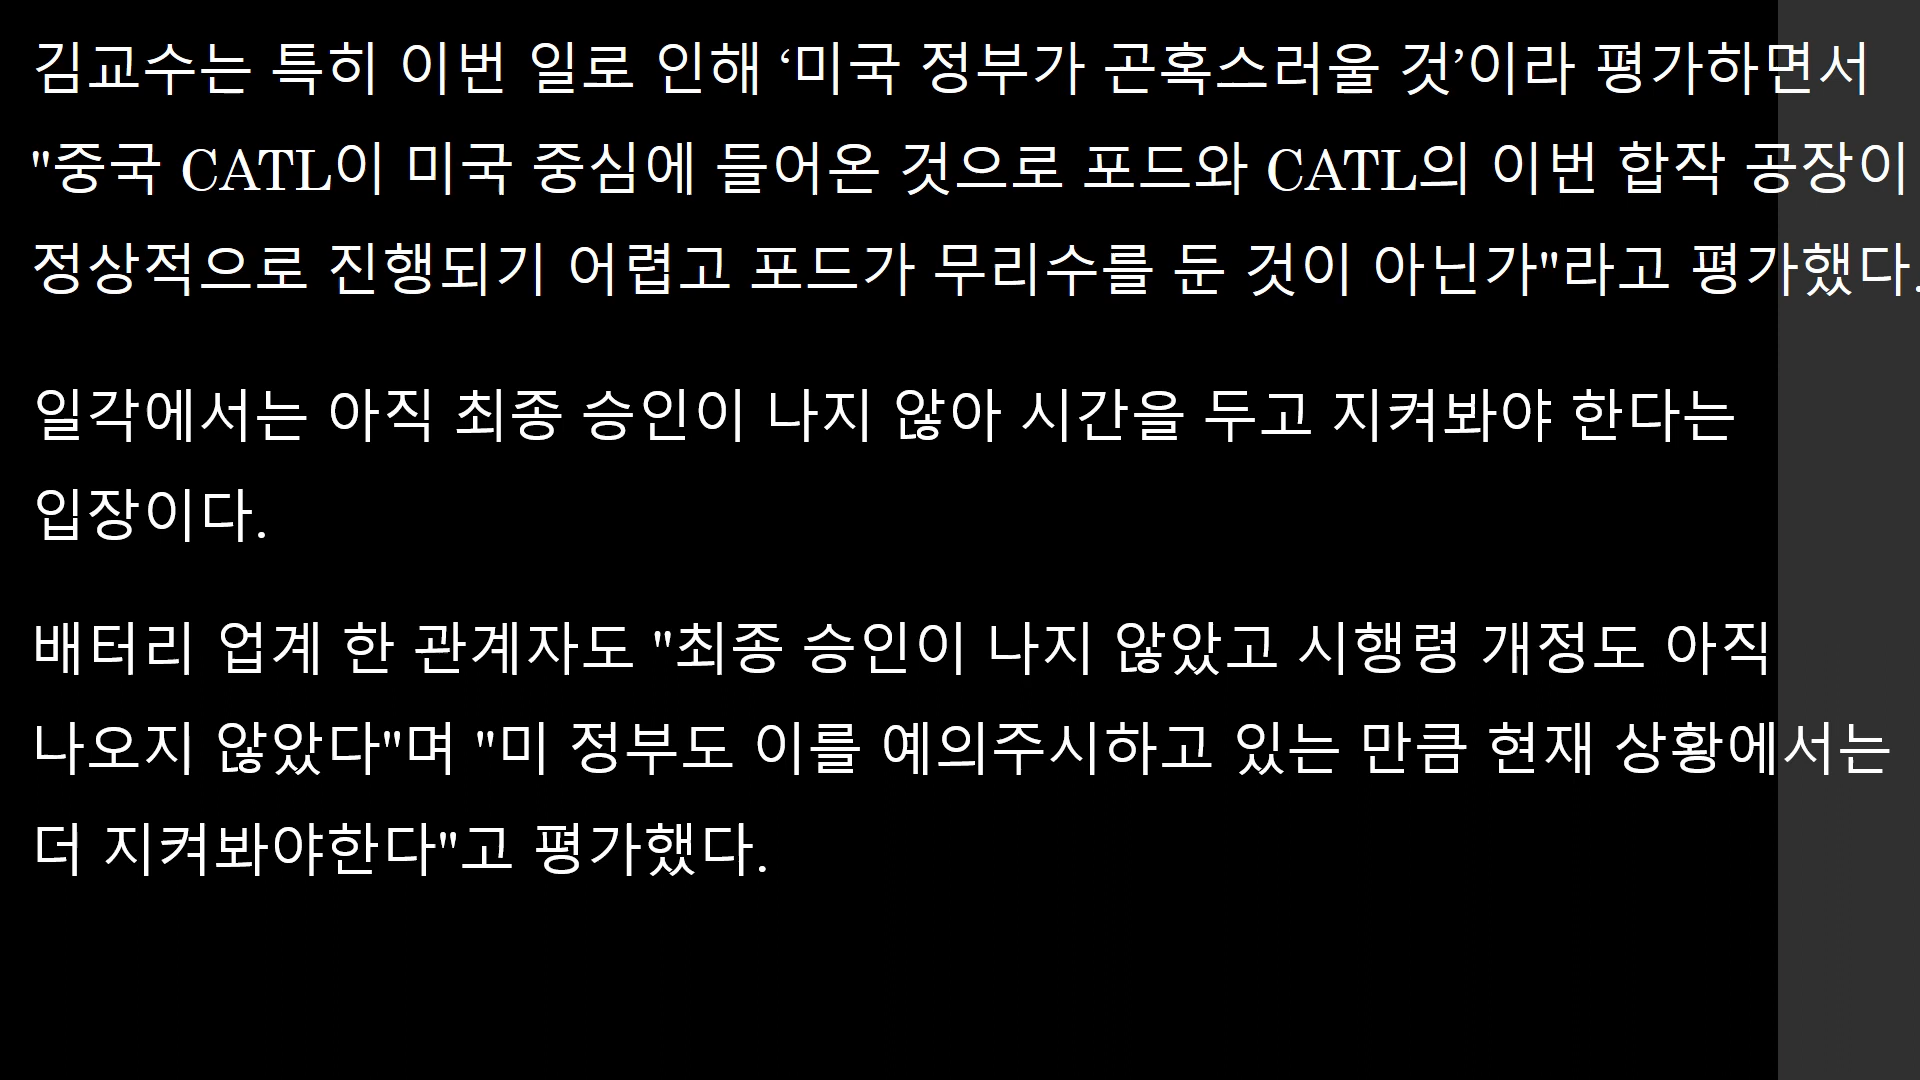 김교수는 특히 이번 일로 인해 ‘미국 정부가 곤혹스러울 것’이라 평가하면서
"중국 CATL이 미국 중심에 들어온 것으로 포드와 CATL의 이번 합작 공장이
정상적으로 진행되기 어렵고 포드가 무리수를 둔 것이 아닌가"라고 평가했다.
일각에서는 아직 최종 승인이 나지 않아 시간을 두고 지켜봐야 한다는
입장이다.
배터리 업계 한 관계자도 "최종 승인이 나지 않았고 시행령 개정도 아직
나오지 않았다"며 "미 정부도 이를 예의주시하고 있는 만큼 현재 상황에서는
더 지켜봐야한다"고 평가했다.